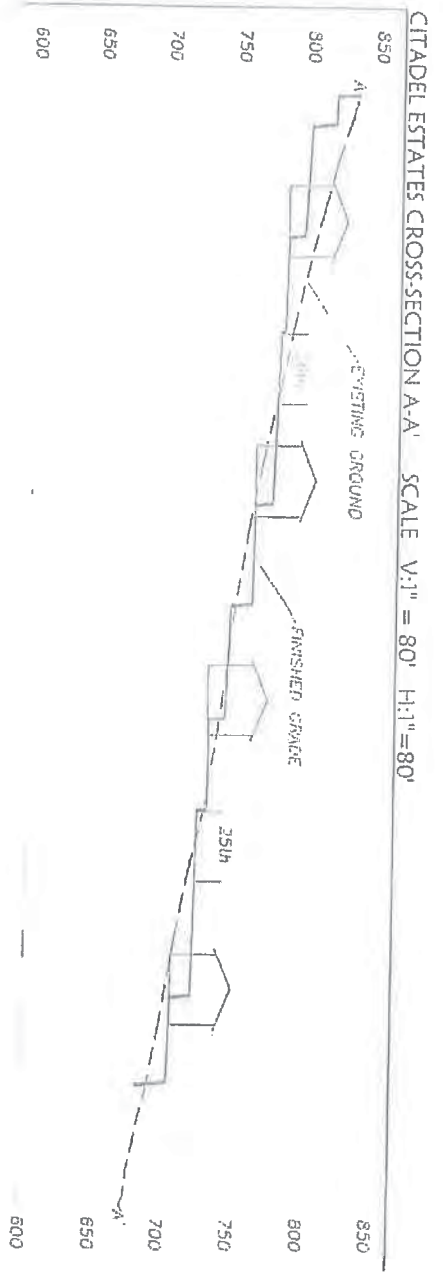 CITADEL ESTATES CROSS-SECTION A-A' SCALE V:1" = 80' H:1"=80'
850
800
750
700
650
600
A
EXISTING GROUND
FINISHED GRADE
35th
A'
850
800
750
700
650
600